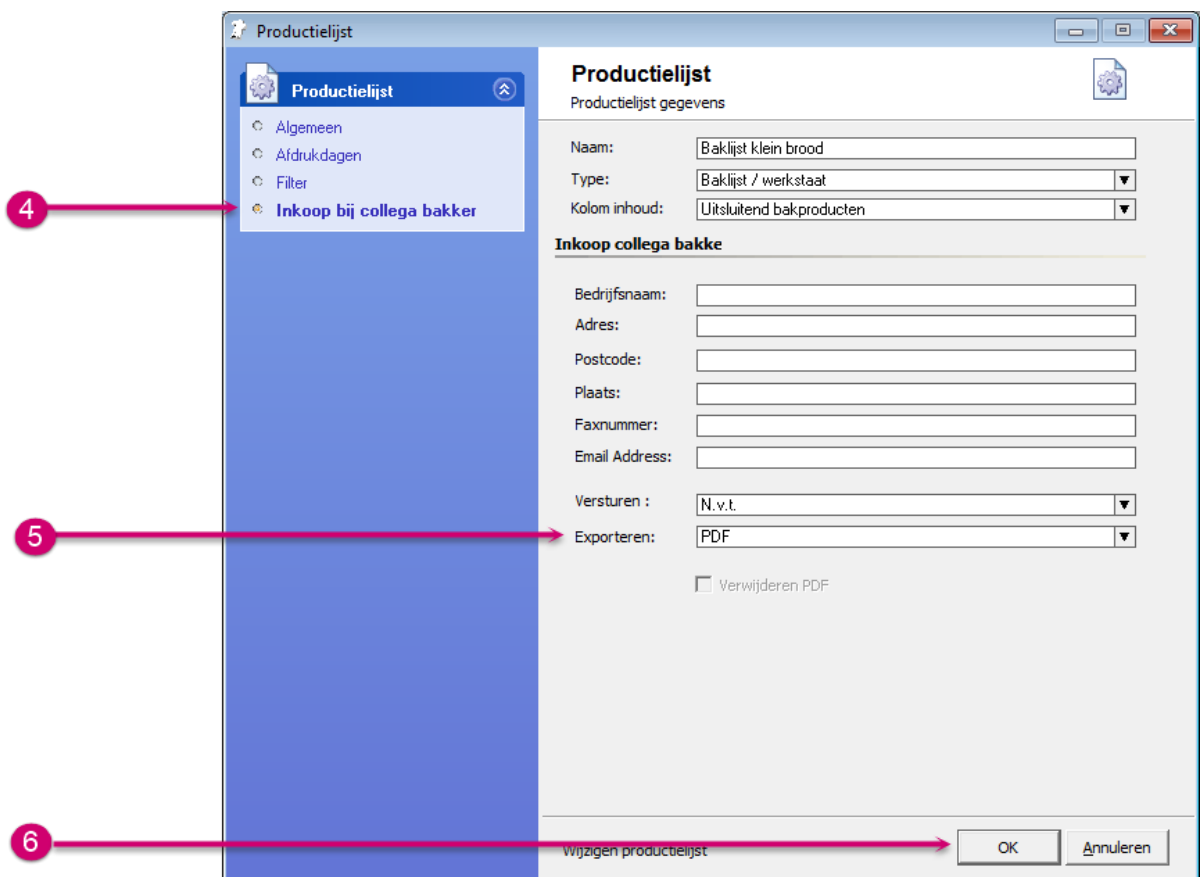 Productielijst
Productielijst
Algemeen
Afdrukdagen
Filter
4
Inkoop bij collega bakker
Productielijst
Productielijst gegevens
Naam: Baklijst klein brood
Type: Baklijst / werkstaat
Kolom inhoud: Uitsluitend bakproducten
Inkoop collega bakke
Bedrijfsnaam:
Adres:
Postcode:
Plaats:
Faxnummer:
Email Address:
Versturen : N.v.t.
5
Exporteren: PDF
Verwijderen PDF
6
Wijzigen productielijst
OK
Annuleren